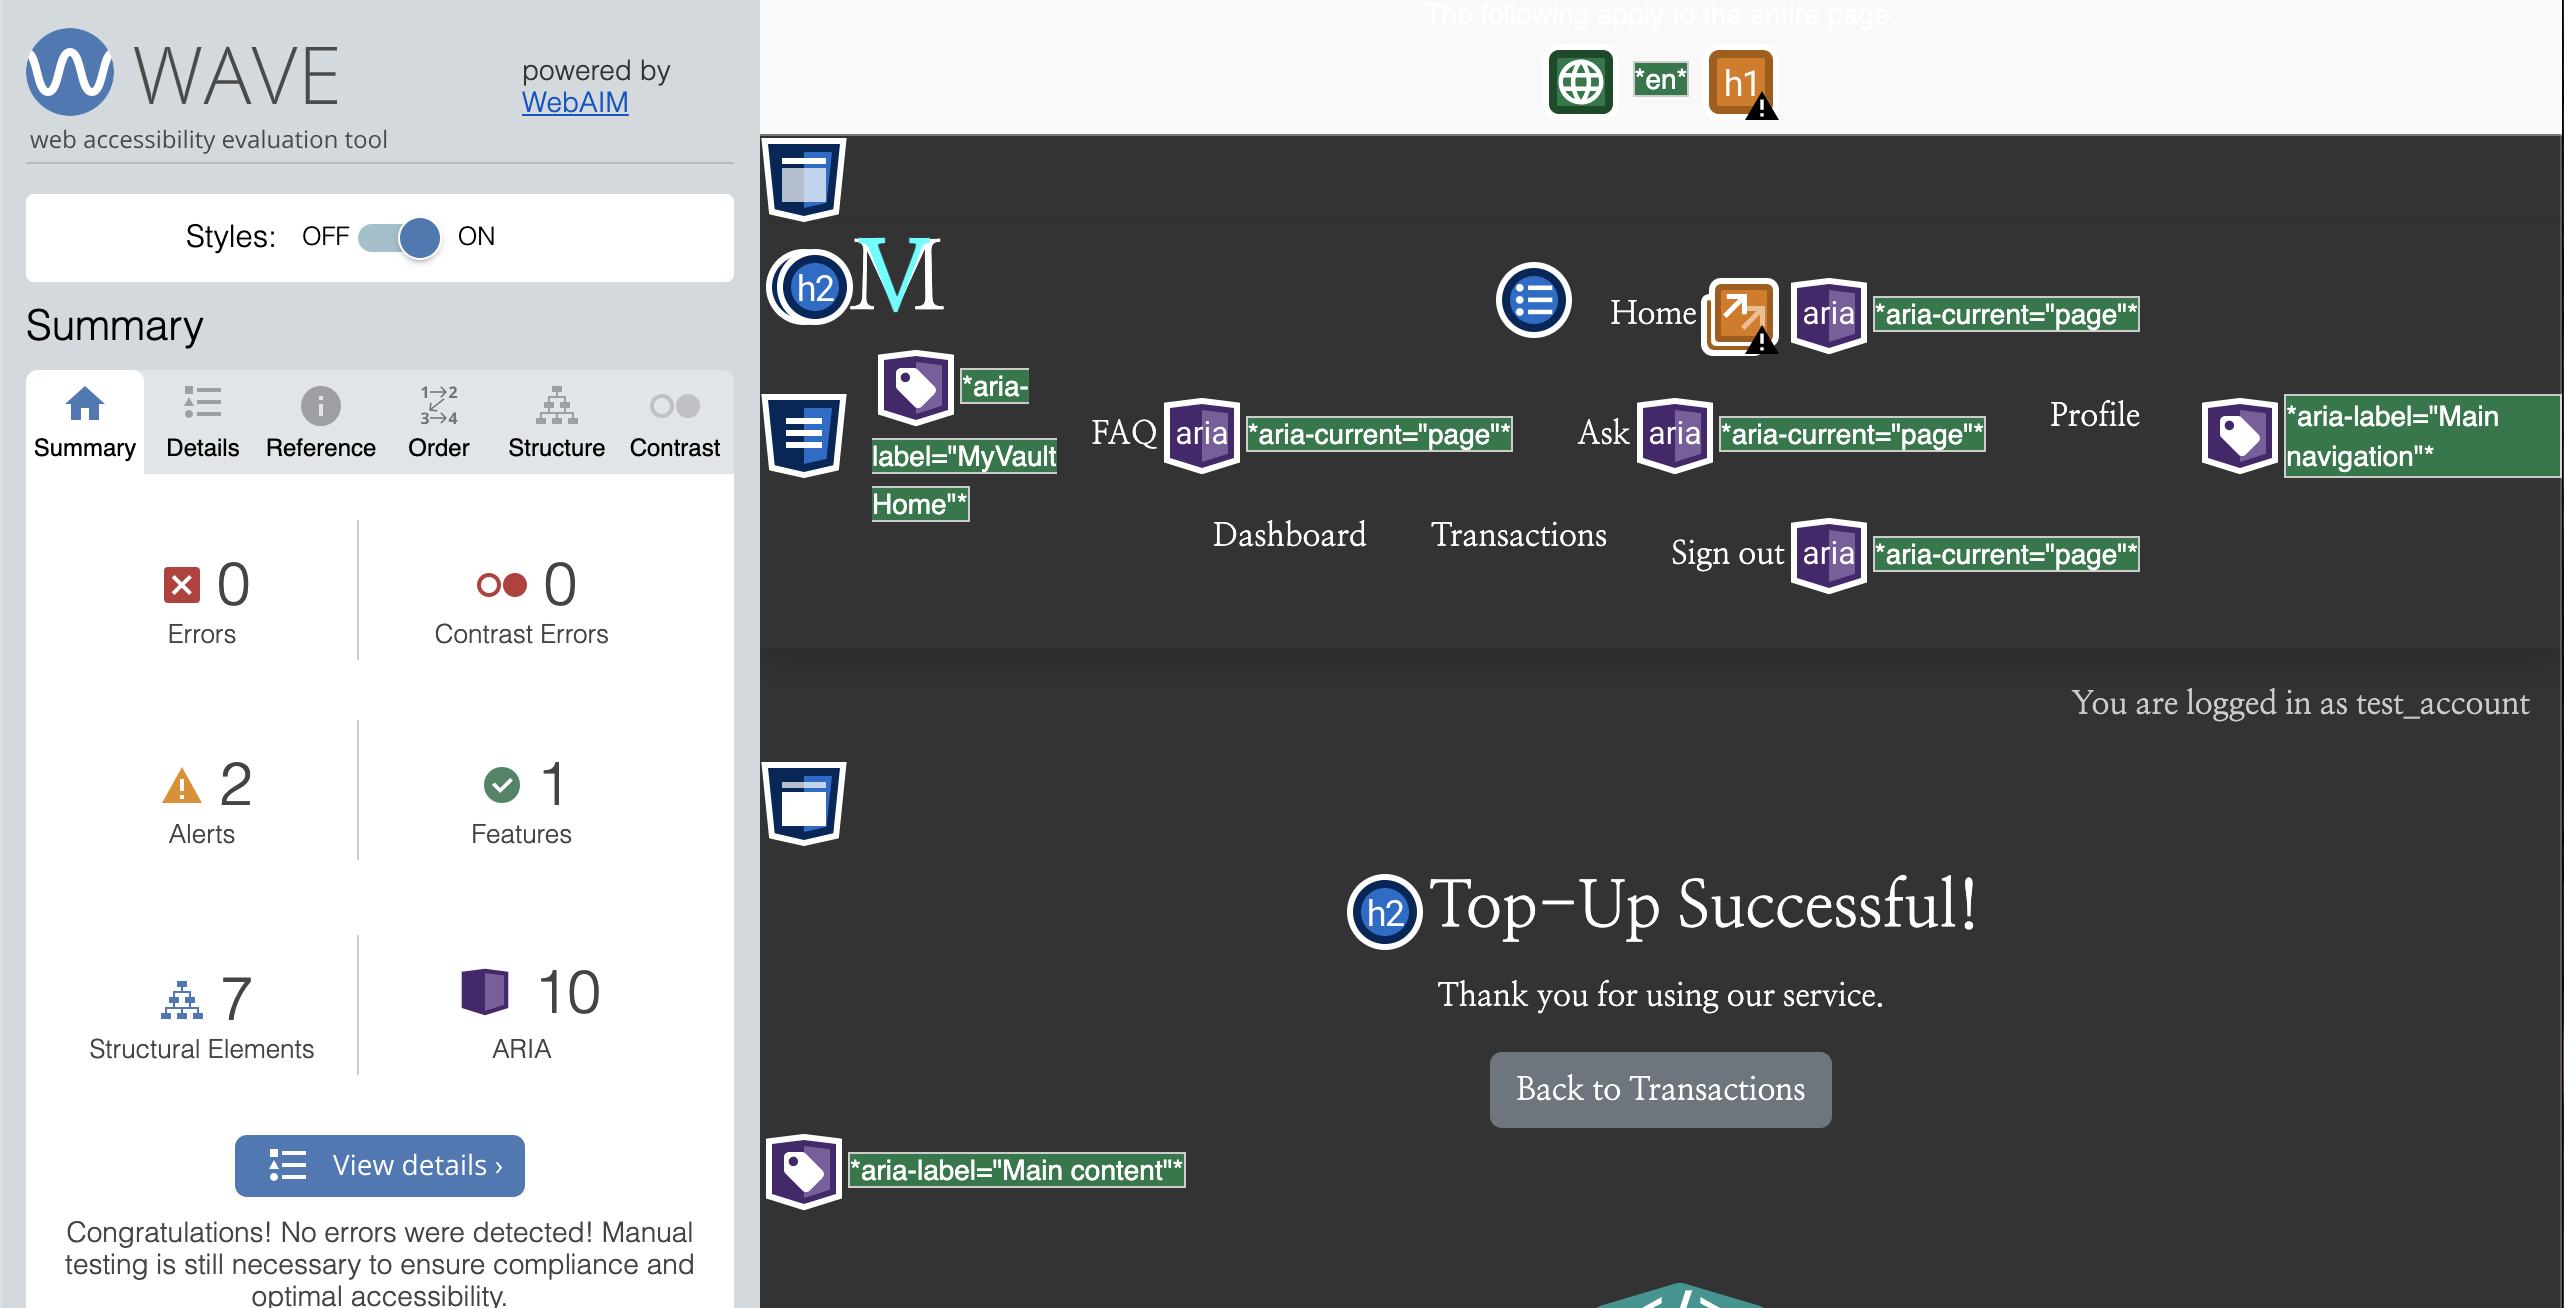 WAVE
powered by
WebAIM
web accessibility evaluation tool
Styles: OFF ON
Summary
1 2
3 4
Summary Details Reference Order Structure Contrast
0
Errors
0
Contrast Errors
2
Alerts
1
Features
7
Structural Elements
10
ARIA
View details ›
Congratulations! No errors were detected! Manual
testing is still necessary to ensure compliance and
optimal accessibility.
The following apply to the entire page:
*en* h1
h2 M
Home aria *aria-current="page"*
*aria-
label="MyVault
Home"*
FAQ aria *aria-current="page"* Ask aria *aria-current="page"* Profile
*aria-label="Main
navigation"*
Dashboard Transactions Sign out aria *aria-current="page"*
You are logged in as test_account
h2 Top-Up Successful!
Thank you for using our service.
Back to Transactions
*aria-label="Main content"*